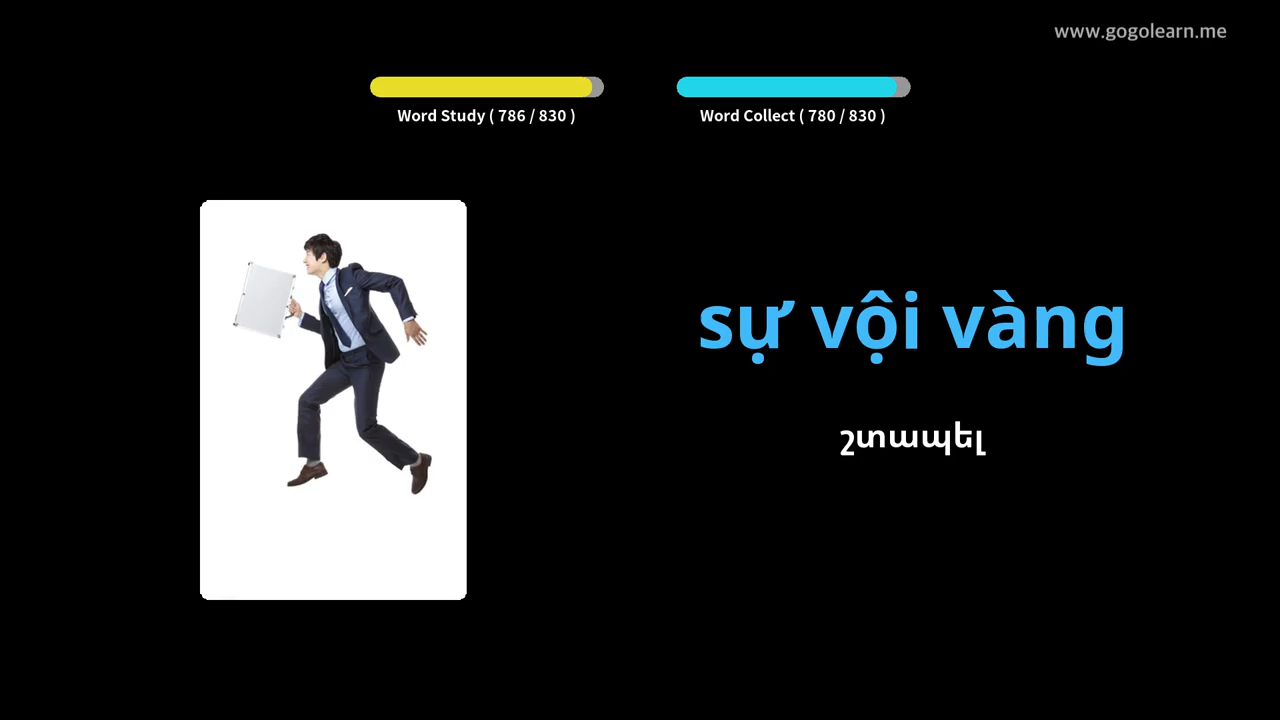 www.gogolearn.me
Word Study ( 786 / 830 )
Word Collect ( 780 / 830 )
sự vội vàng
շտապել